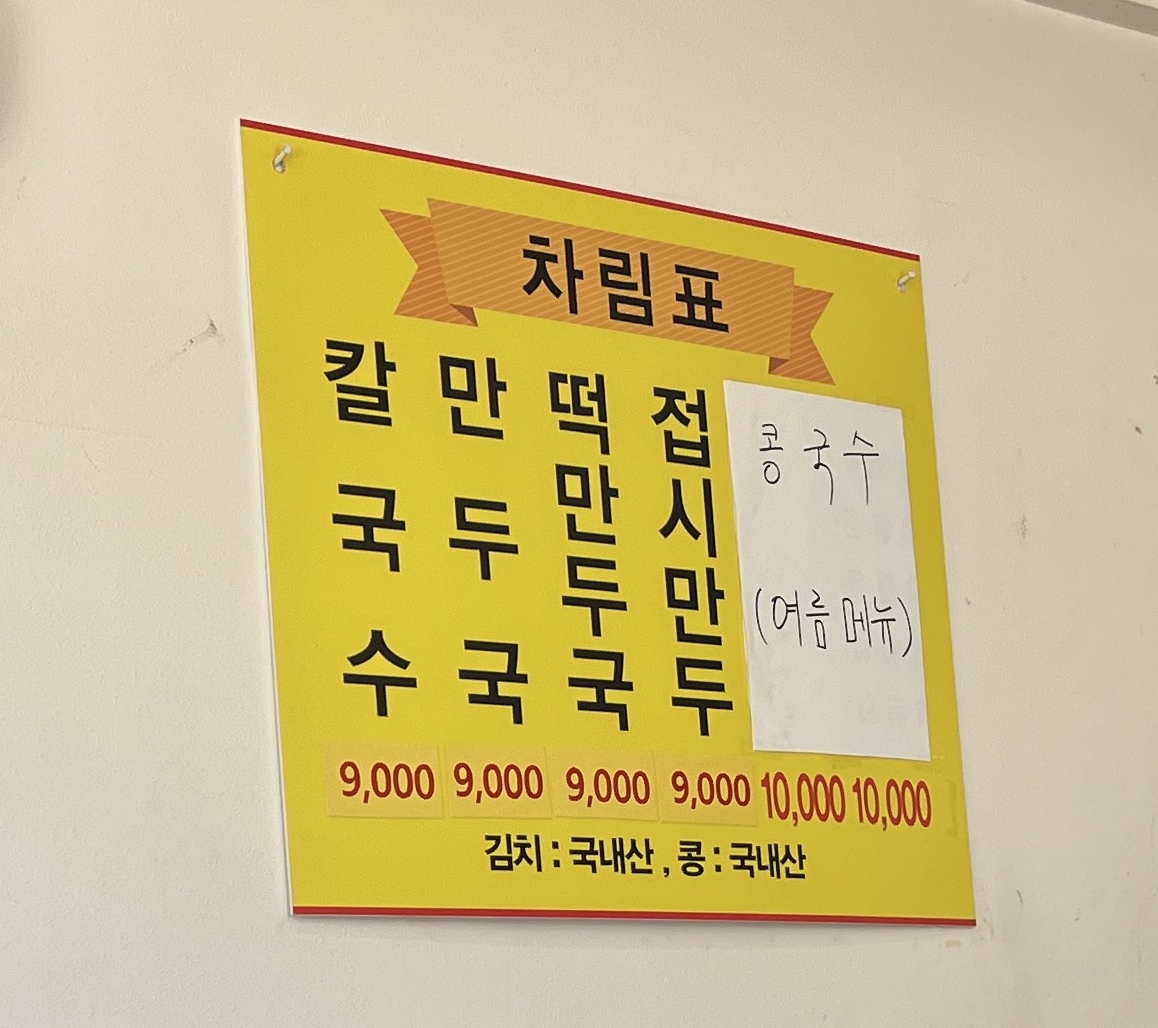 차림표
칼국수
만두국
떡만두국
접시만두
콩국수
(여름 메뉴)
9,000 9,000 9,000 9,000 10,000 10,000
김치 : 국내산 , 콩 : 국내산